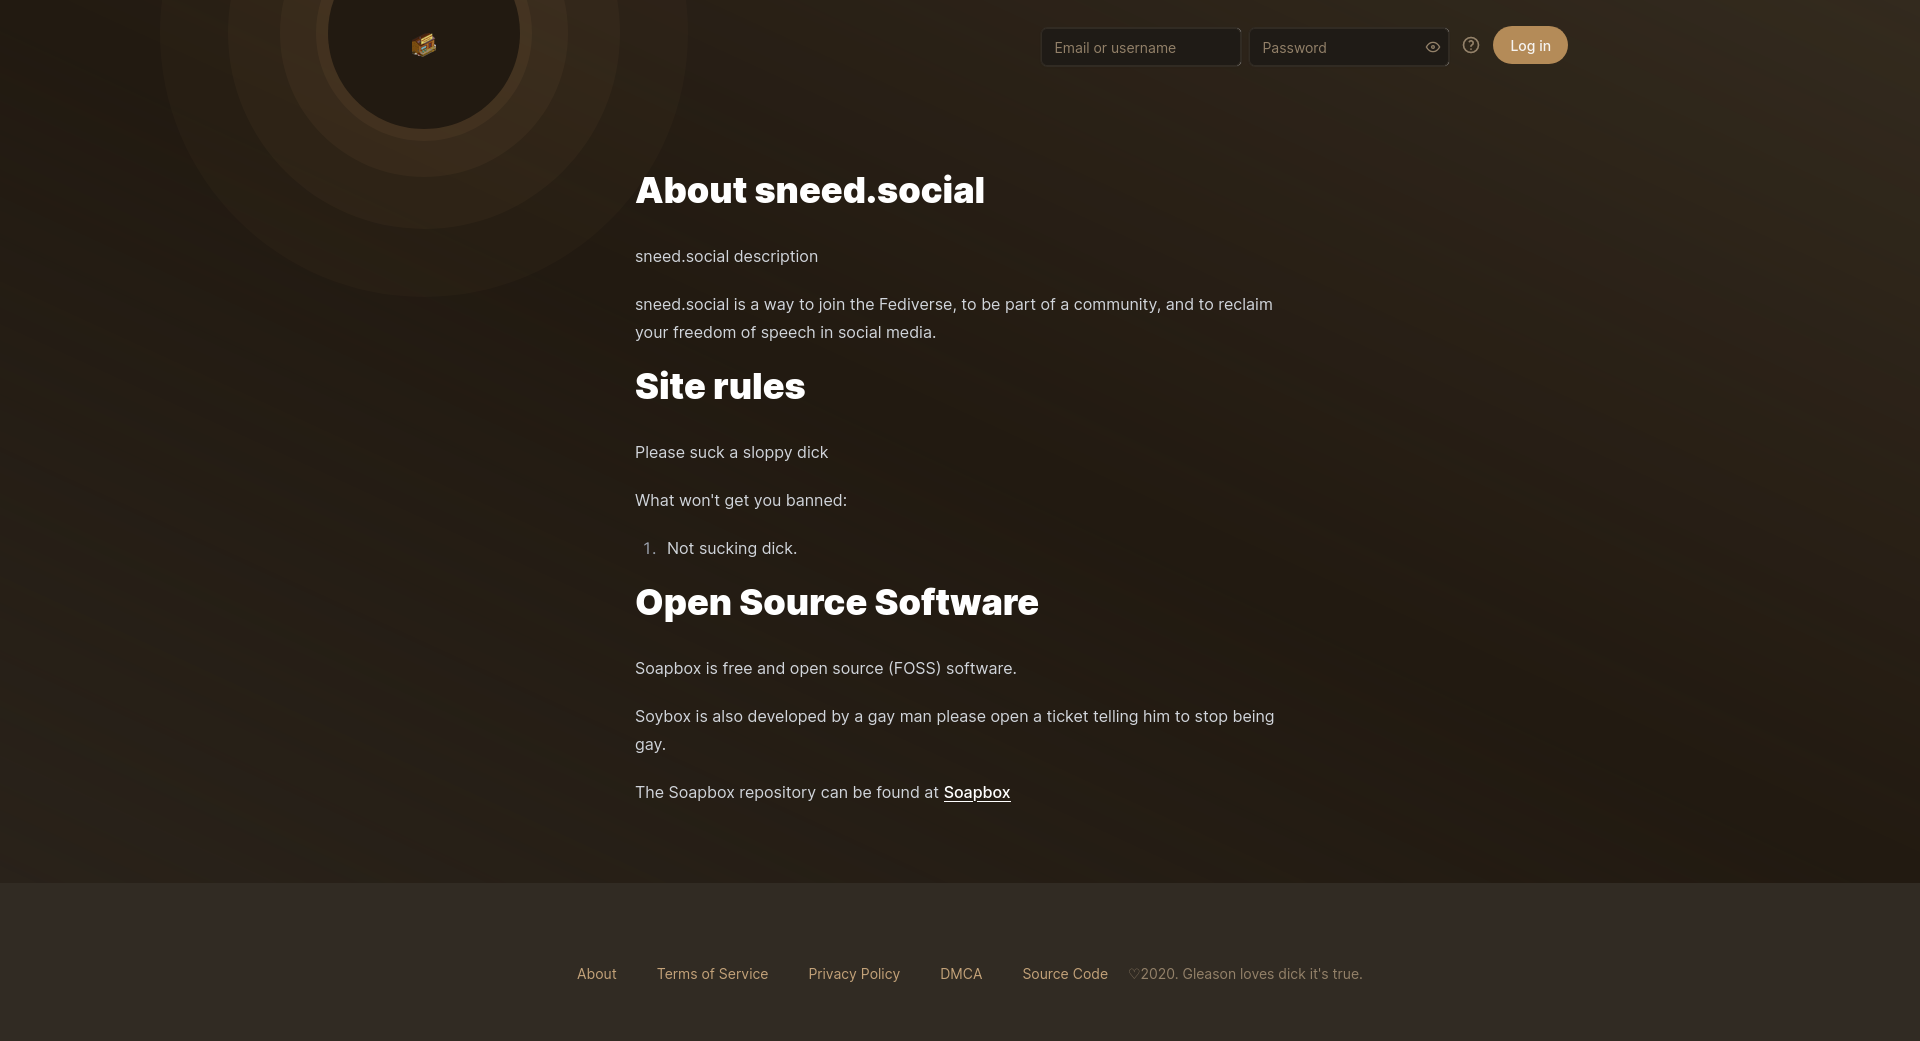 Email or username
Password
Log in
About sneed.social
sneed.social description
sneed.social is a way to join the Fediverse, to be part of a community, and to reclaim
your freedom of speech in social media.
Site rules
Please suck a sloppy dick
What won't get you banned:
1. Not sucking dick.
Open Source Software
Soapbox is free and open source (FOSS) software.
Soybox is also developed by a gay man please open a ticket telling him to stop being
gay.
The Soapbox repository can be found at Soapbox
About Terms of Service Privacy Policy DMCA Source Code ♡2020. Gleason loves dick it's true.